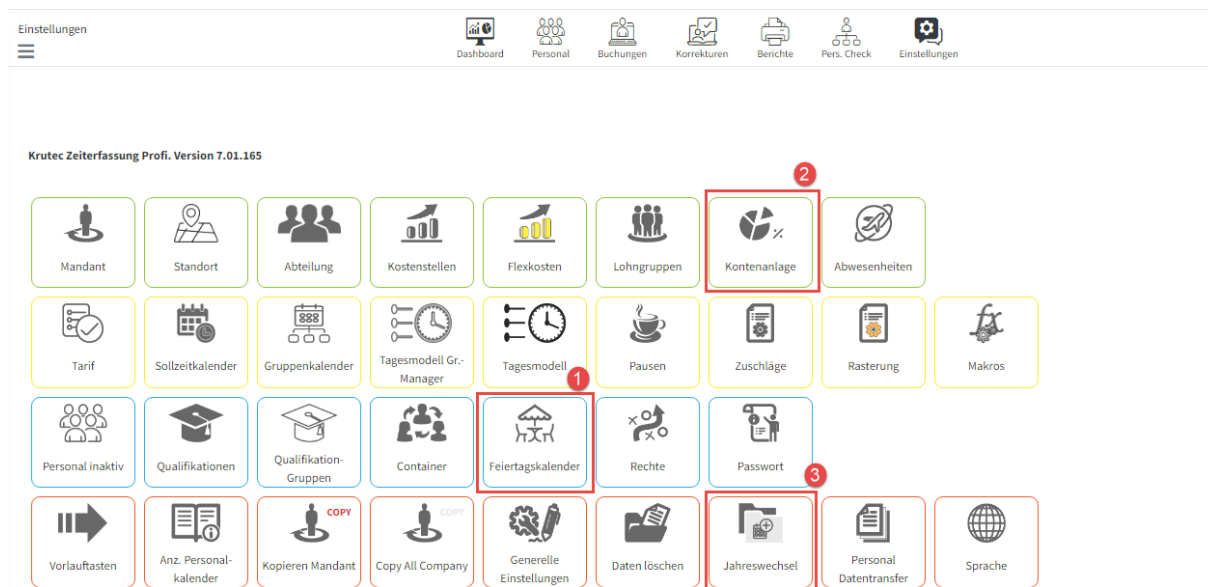 Einstellungen
Dashboard Personal Buchungen Korrekturen Berichte Pers. Check Einstellungen
Krutec Zeiterfassung Profi. Version 7.01.165
2
Mandant Standort Abteilung Kostenstellen Flexkosten Lohngruppen Kontenanlage Abwesenheiten
888
fx
Tarif Sollzeitkalender Gruppenkalender Tagesmodell Gr.-
Manager Tagesmodell Pausen Zuschläge Rasterung Makros
1
Personal inaktiv Qualifikationen Qualifikation-
Gruppen Container Feiertagskalender Rechte Passwort
3
COPY COPY
Vorlauftasten Anz. Personal-
kalender Kopieren Mandant Copy All Company Generelle
Einstellungen Daten löschen Jahreswechsel Personal
Datentransfer Sprache